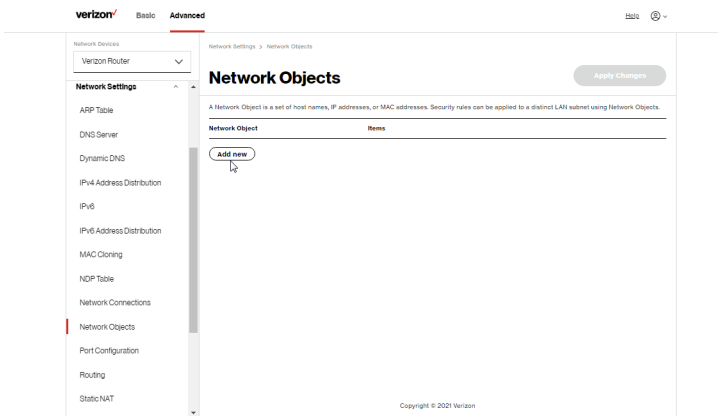 verizon✓
Basic
Advanced
Help
Network Devices
Verizon Router
Network Settings
ARP Table
DNS Server
Dynamic DNS
IPv4 Address Distribution
IPv6
IPv6 Address Distribution
MAC Cloning
NDP Table
Network Connections
Network Objects
Port Configuration
Routing
Static NAT
Network Settings > Network Objects
Network Objects
Apply Changes
A Network Object is a set of host names, IP addresses, or MAC addresses. Security rules can be applied to a distinct LAN subnet using Network Objects.
Network Object
Items
Add new
Copyright © 2021 Verizon